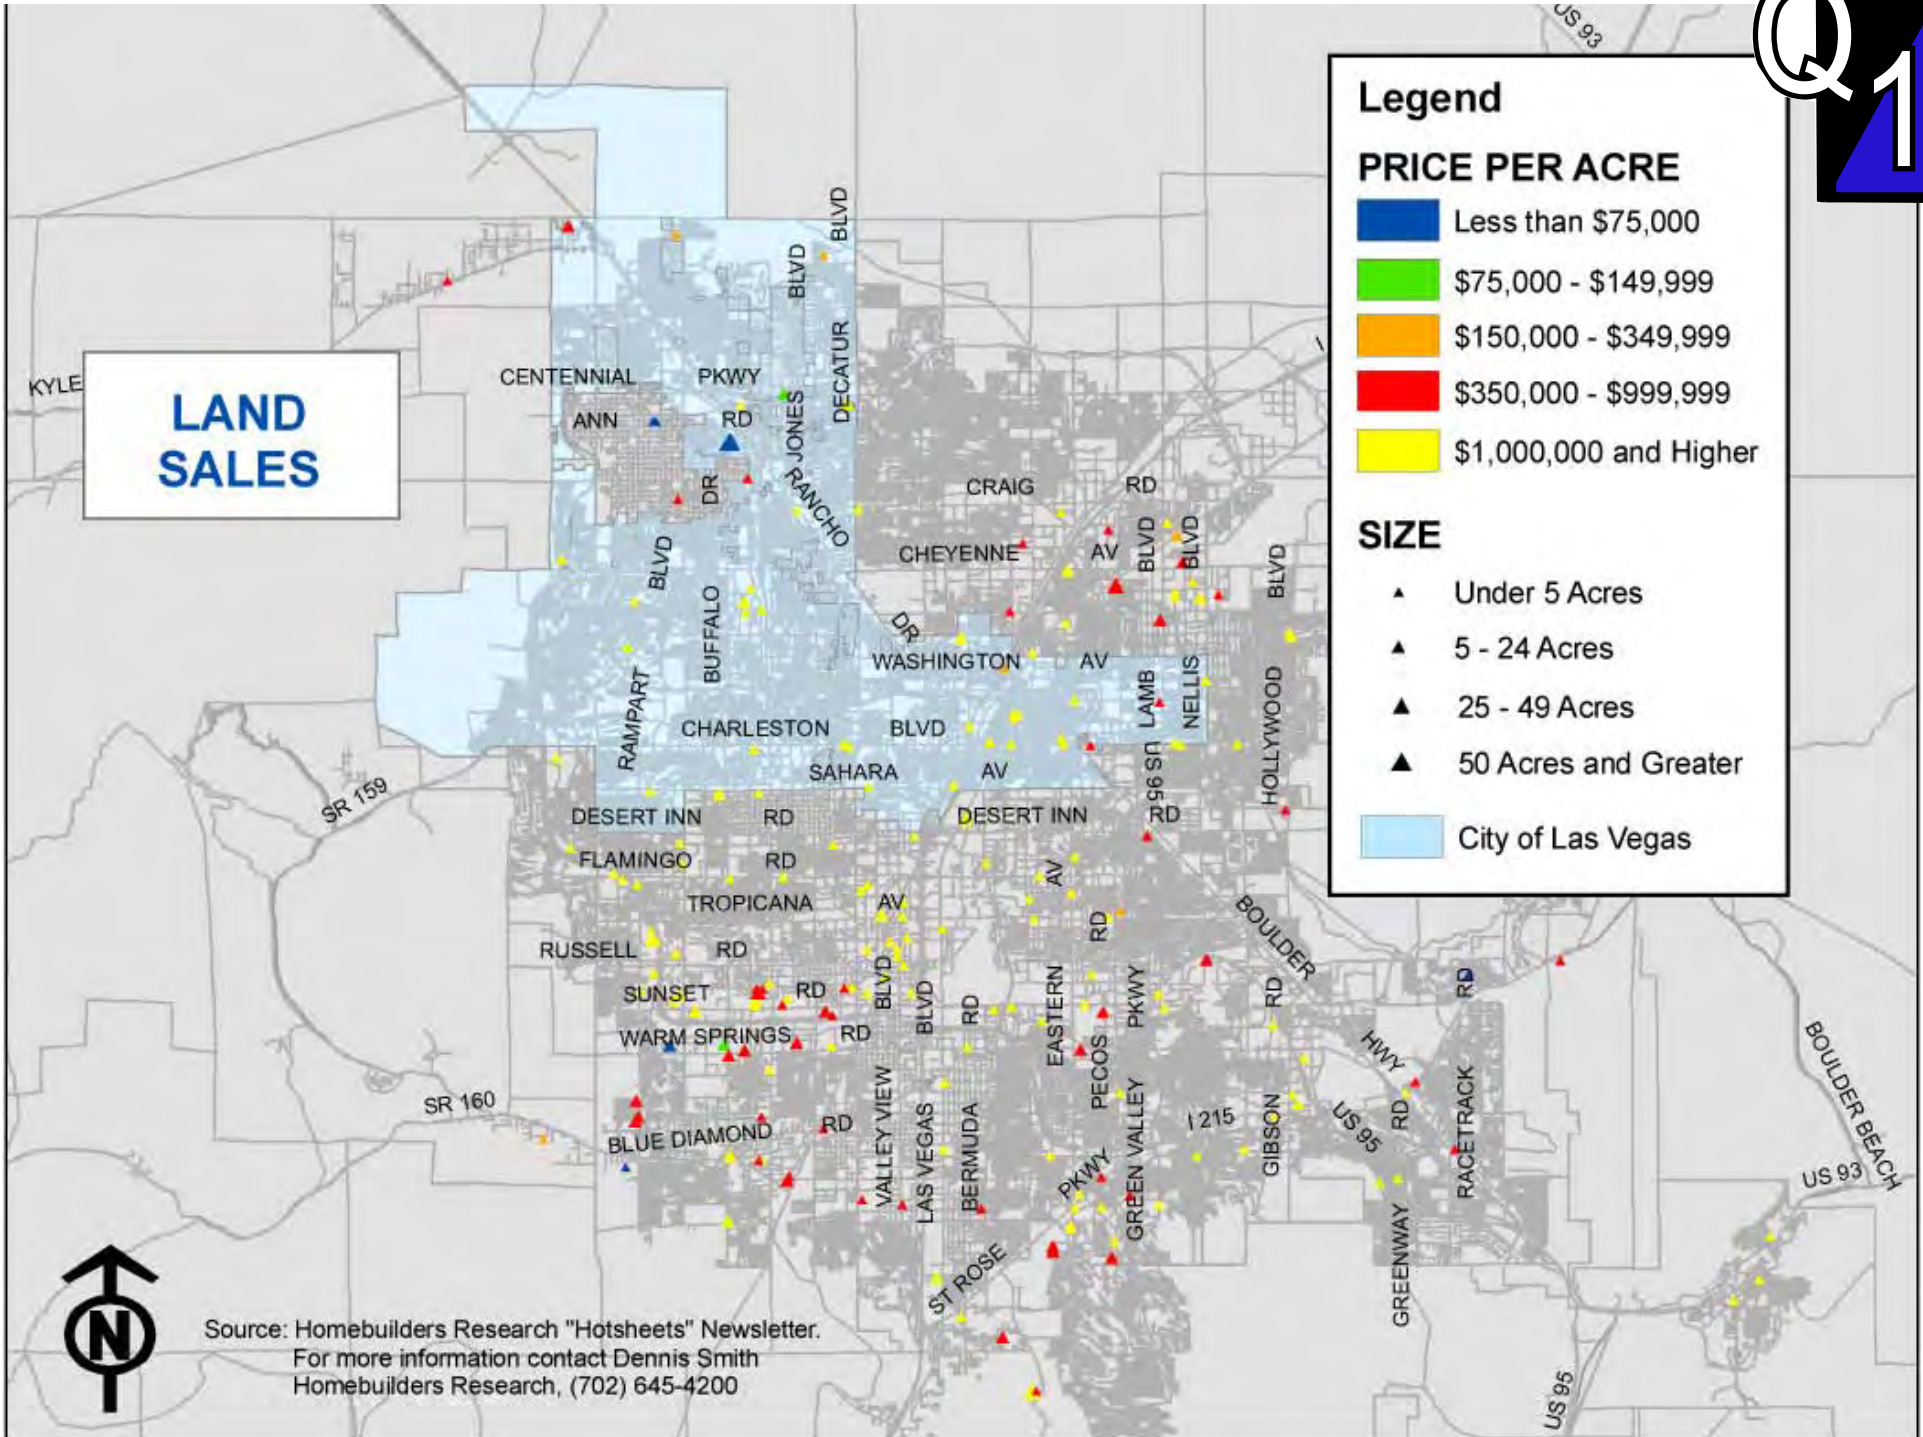 US 93
Q1
Legend
PRICE PER ACRE
Less than $75,000
$75,000 - $149,999
$150,000 - $349,999
$350,000 - $999,999
$1,000,000 and Higher
SIZE
Under 5 Acres
5 - 24 Acres
25 - 49 Acres
50 Acres and Greater
City of Las Vegas
LAND
SALES
KYLE
BLVD
BLVD
DECATUR
JONES
CENTENNIAL PKWY
ANN RD
DR
RANCHO
DR
CRAIG RD
CHEYENNE AV
BLVD
BLVD
BLVD
BLVD
RAMPART
BUFFALO
WASHINGTON AV
LAMB
NELLIS
HOLLYWOOD
CHARLESTON BLVD
SAHARA AV
US 95
SR 159
DESERT INN RD DESERT INN RD
FLAMINGO RD
AV
TROPICANA AV
RD
BOULDER
HWY
RUSSELL RD
SUNSET RD
BLVD
BLVD
RD
EASTERN
PKWY
RD
RD
WARM SPRINGS RD
PECOS
VALLEY VIEW
LAS VEGAS
BERMUDA
GREEN VALLEY
I 215
GIBSON
US 95
RD
RACETRACK
BOULDER BEACH
SR 160
BLUE DIAMOND RD
PKWY
ST ROSE
GREENWAY
US 93
US 95
I
N
Source: Homebuilders Research "Hotsheets" Newsletter.
For more information contact Dennis Smith
Homebuilders Research, (702) 645-4200